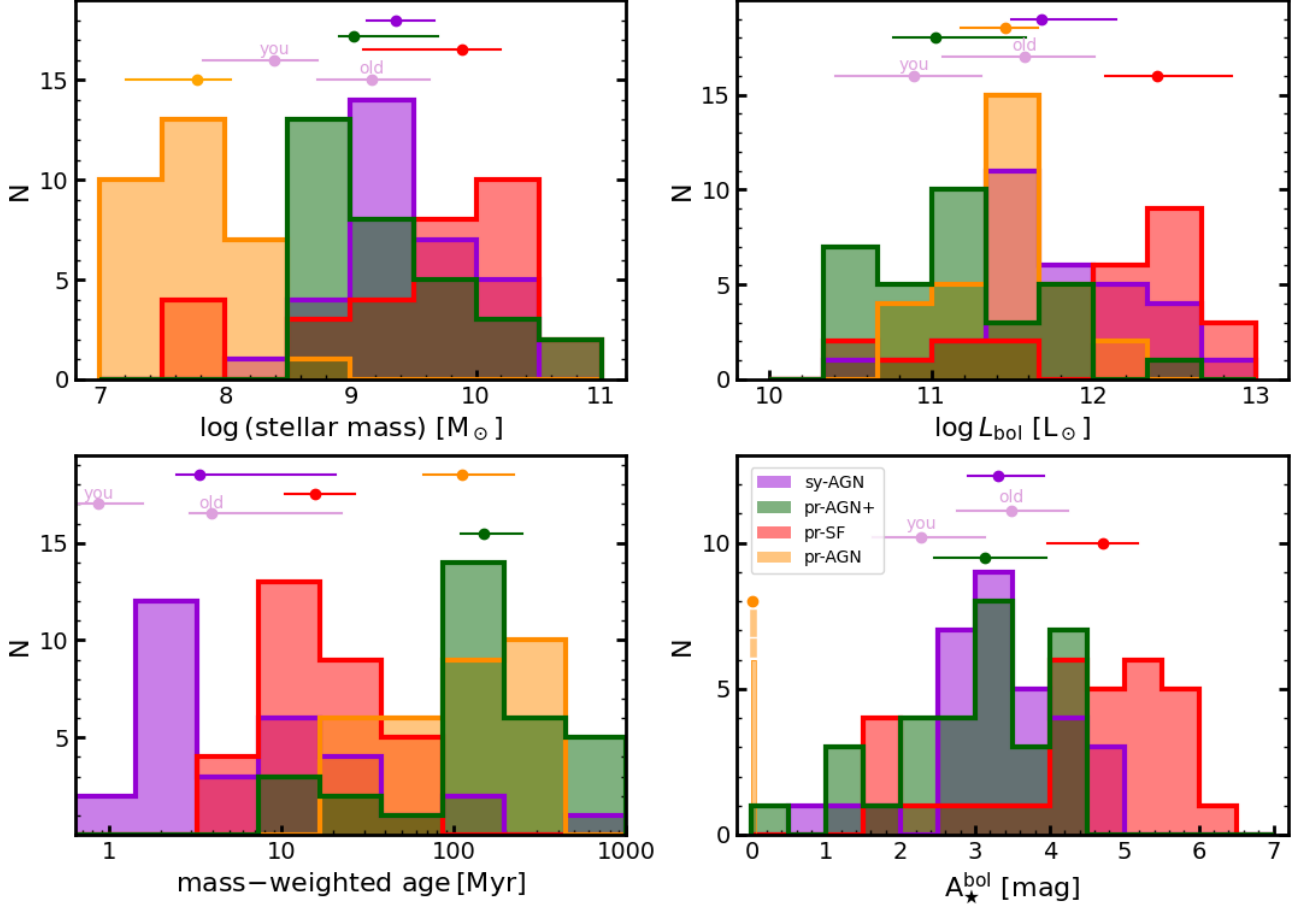 N
15
10
5
0
you
old
7
8
9
10
11
log (stellar mass) [M⊙]
N
15
10
5
0
old
you
10
11
12
13
log L_bol [L⊙]
N
15
10
5
you
old
1
10
100
1000
mass−weighted age [Myr]
N
10
5
0
sy-AGN
pr-AGN+
pr-SF
pr-AGN
old
you
0
1
2
3
4
5
6
7
A★^bol [mag]